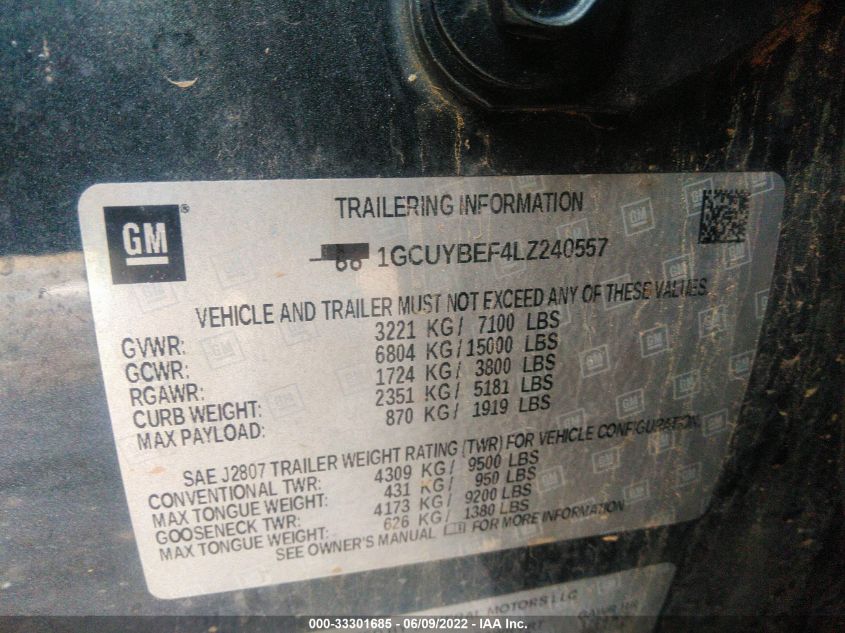 GM ®
TRAILERING INFORMATION
1GCUYBEF4LZ240557
VEHICLE AND TRAILER MUST NOT EXCEED ANY OF THESE VALUES
GVWR: 3221 KG/ 7100 LBS
GCWR: 6804 KG/15000 LBS
RGAWR: 1724 KG/ 3800 LBS
CURB WEIGHT: 2351 KG/ 5181 LBS
MAX PAYLOAD: 870 KG/ 1919 LBS
SAE J2807 TRAILER WEIGHT RATING (TWR) FOR VEHICLE CONFIGURATION.
CONVENTIONAL TWR: 4309 KG/ 9500 LBS
MAX TONGUE WEIGHT: 431 KG/ 950 LBS
GOOSENECK TWR: 4173 KG/ 9200 LBS
MAX TONGUE WEIGHT: 626 KG/ 1380 LBS
SEE OWNER'S MANUAL FOR MORE INFORMATION
MOTORS LLC
GAWR RR
000-33301685 - 06/09/2022 - IAA Inc.